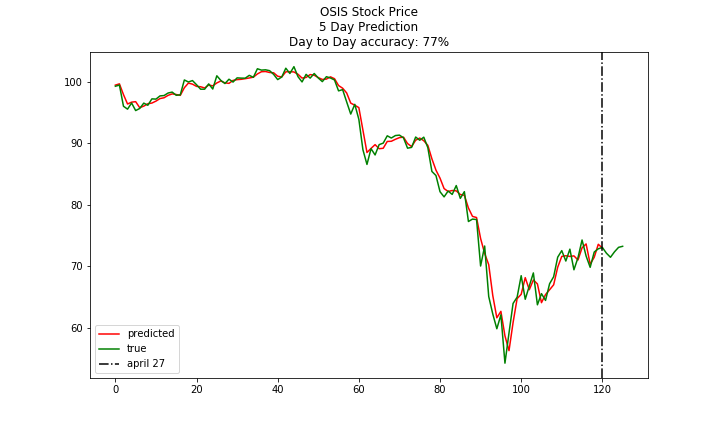 OSIS Stock Price
5 Day Prediction
Day to Day accuracy: 77%
100
90
80
70
60
predicted
true
april 27
0 20 40 60 80 100 120